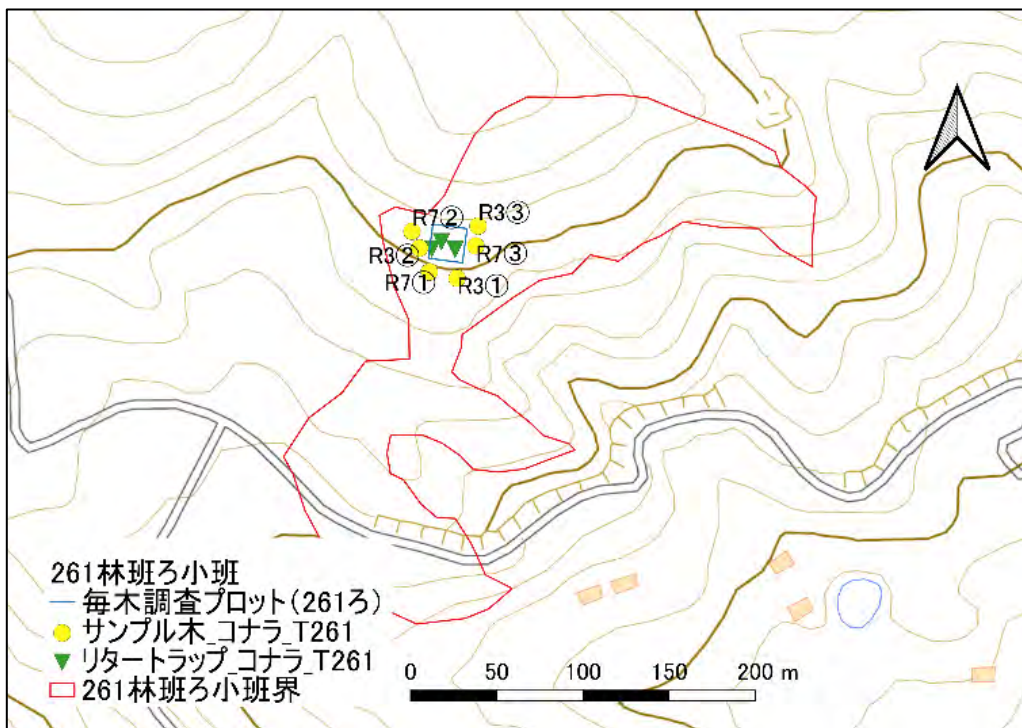 R7② R3③
R3② R7③
R7① R3①
261林班ろ小班
毎木調査プロット(261ろ)
サンプル木_コナラ_T261
リタートラップ_コナラ_T261
261林班ろ小班界
0 50 100 150 200 m